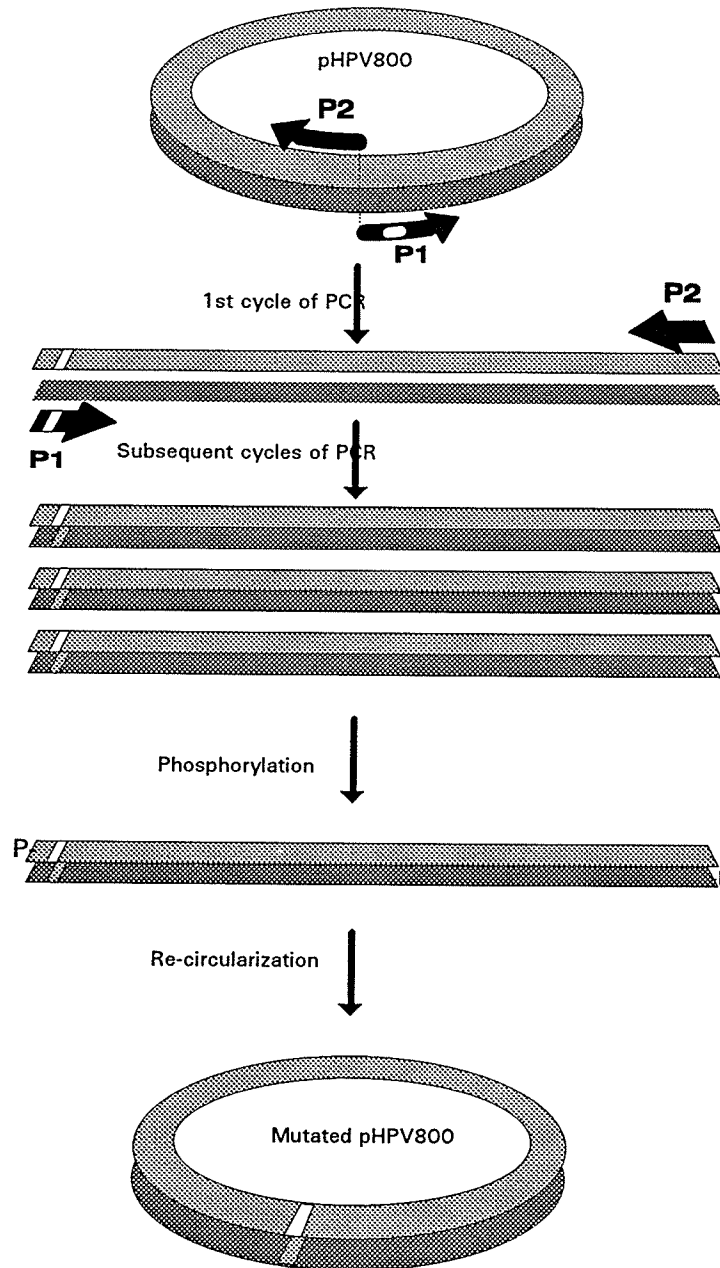 pHPV800
P2
P1
1st cycle of PCR
P2
P1
Subsequent cycles of PCR
Phosphorylation
P
Re-circularization
Mutated pHPV800